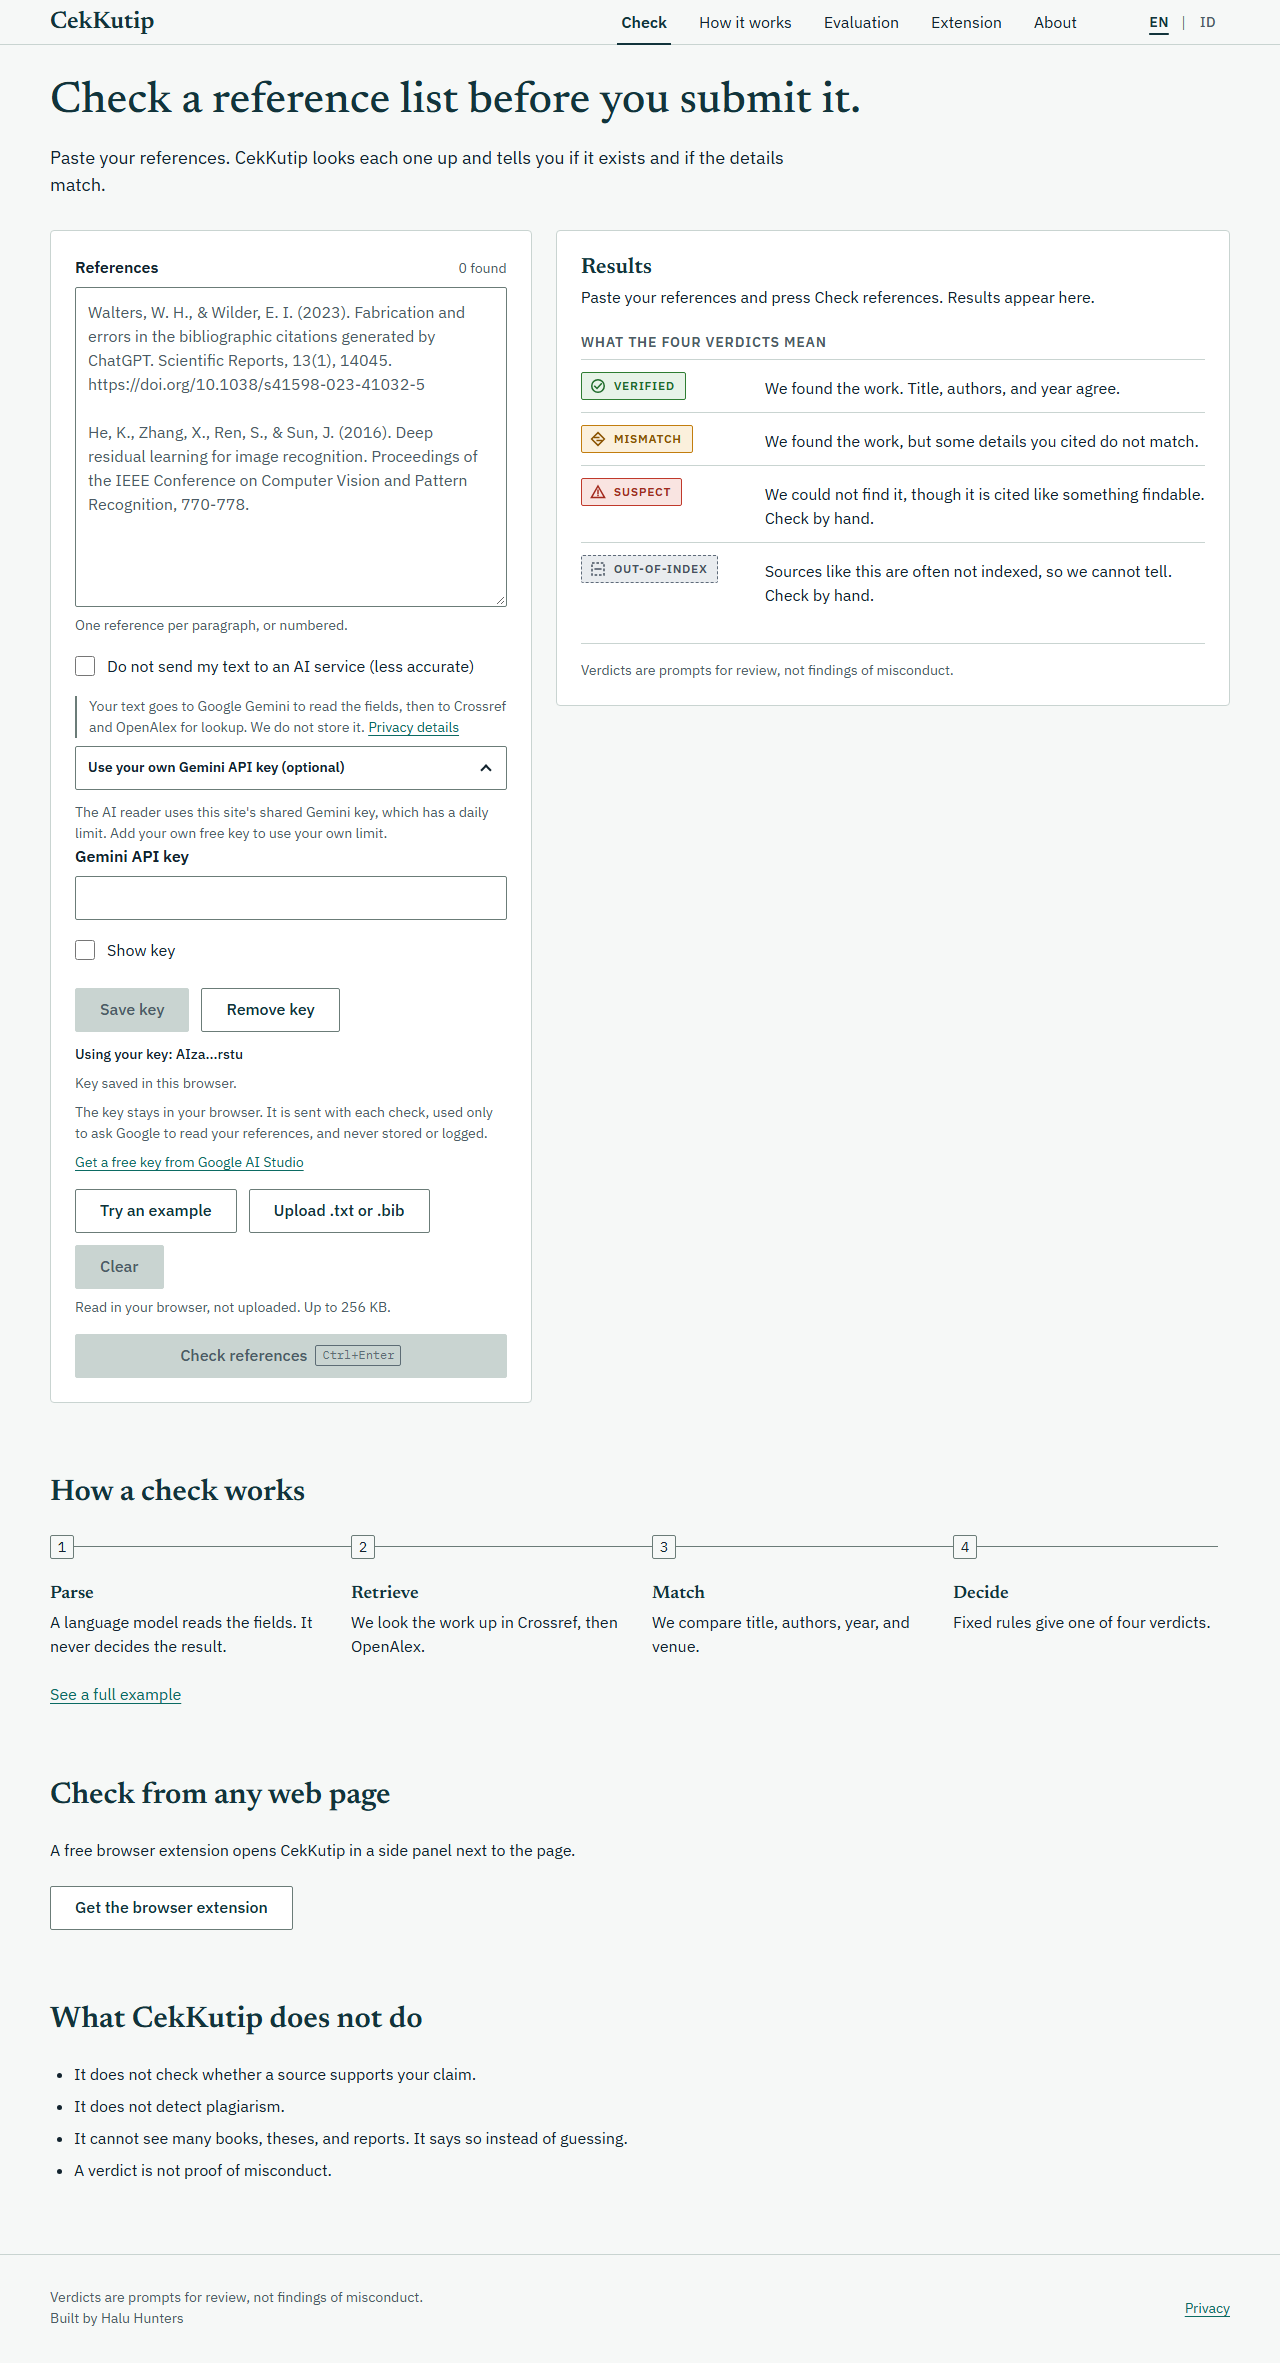 CekKutip
Check How it works Evaluation Extension About EN | ID
Check a reference list before you submit it.
Paste your references. CekKutip looks each one up and tells you if it exists and if the details
match.
References 0 found
Walters, W. H., & Wilder, E. I. (2023). Fabrication and
errors in the bibliographic citations generated by
ChatGPT. Scientific Reports, 13(1), 14045.
https://doi.org/10.1038/s41598-023-41032-5
He, K., Zhang, X., Ren, S., & Sun, J. (2016). Deep
residual learning for image recognition. Proceedings of
the IEEE Conference on Computer Vision and Pattern
Recognition, 770-778.
One reference per paragraph, or numbered.
Do not send my text to an AI service (less accurate)
Your text goes to Google Gemini to read the fields, then to Crossref
and OpenAlex for lookup. We do not store it. Privacy details
Use your own Gemini API key (optional)
The AI reader uses this site's shared Gemini key, which has a daily
limit. Add your own free key to use your own limit.
Gemini API key
Show key
Save key Remove key
Using your key: AIza...rstu
Key saved in this browser.
The key stays in your browser. It is sent with each check, used only
to ask Google to read your references, and never stored or logged.
Get a free key from Google AI Studio
Try an example Upload .txt or .bib
Clear
Read in your browser, not uploaded. Up to 256 KB.
Check references Ctrl+Enter
Results
Paste your references and press Check references. Results appear here.
WHAT THE FOUR VERDICTS MEAN
VERIFIED We found the work. Title, authors, and year agree.
MISMATCH We found the work, but some details you cited do not match.
SUSPECT We could not find it, though it is cited like something findable.
Check by hand.
OUT-OF-INDEX Sources like this are often not indexed, so we cannot tell.
Check by hand.
Verdicts are prompts for review, not findings of misconduct.
How a check works
1 2 3 4
Parse
A language model reads the fields. It
never decides the result.
Retrieve
We look the work up in Crossref, then
OpenAlex.
Match
We compare title, authors, year, and
venue.
Decide
Fixed rules give one of four verdicts.
See a full example
Check from any web page
A free browser extension opens CekKutip in a side panel next to the page.
Get the browser extension
What CekKutip does not do
• It does not check whether a source supports your claim.
• It does not detect plagiarism.
• It cannot see many books, theses, and reports. It says so instead of guessing.
• A verdict is not proof of misconduct.
Verdicts are prompts for review, not findings of misconduct.
Built by Halu Hunters
Privacy